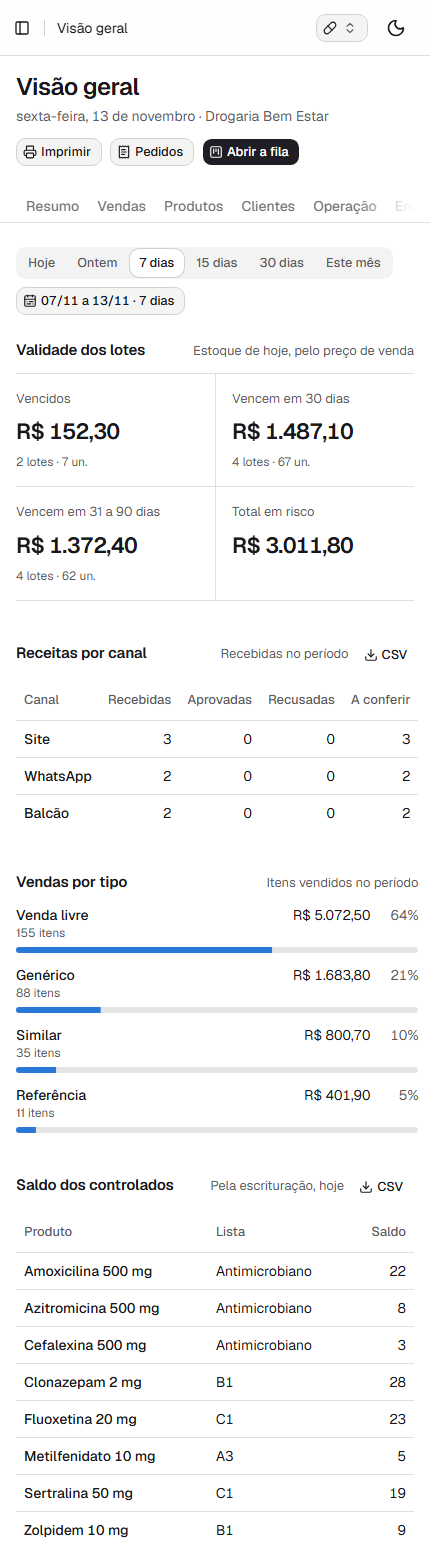 Visão geral
Visão geral
sexta-feira, 13 de novembro · Drogaria Bem Estar
Imprimir Pedidos Abrir a fila
Resumo Vendas Produtos Clientes Operação
Hoje Ontem 7 dias 15 dias 30 dias Este mês
07/11 a 13/11 · 7 dias
Validade dos lotes Estoque de hoje, pelo preço de venda
Vencidos Vencem em 30 dias
R$ 152,30 R$ 1.487,10
2 lotes · 7 un. 4 lotes · 67 un.
Vencem em 31 a 90 dias Total em risco
R$ 1.372,40 R$ 3.011,80
4 lotes · 62 un.
Receitas por canal Recebidas no período CSV
Canal Recebidas Aprovadas Recusadas A conferir
Site 3 0 0 3
WhatsApp 2 0 0 2
Balcão 2 0 0 2
Vendas por tipo Itens vendidos no período
Venda livre R$ 5.072,50 64%
155 itens
Genérico R$ 1.683,80 21%
88 itens
Similar R$ 800,70 10%
35 itens
Referência R$ 401,90 5%
11 itens
Saldo dos controlados Pela escrituração, hoje CSV
Produto Lista Saldo
Amoxicilina 500 mg Antimicrobiano 22
Azitromicina 500 mg Antimicrobiano 8
Cefalexina 500 mg Antimicrobiano 3
Clonazepam 2 mg B1 28
Fluoxetina 20 mg C1 23
Metilfenidato 10 mg A3 5
Sertralina 50 mg C1 19
Zolpidem 10 mg B1 9